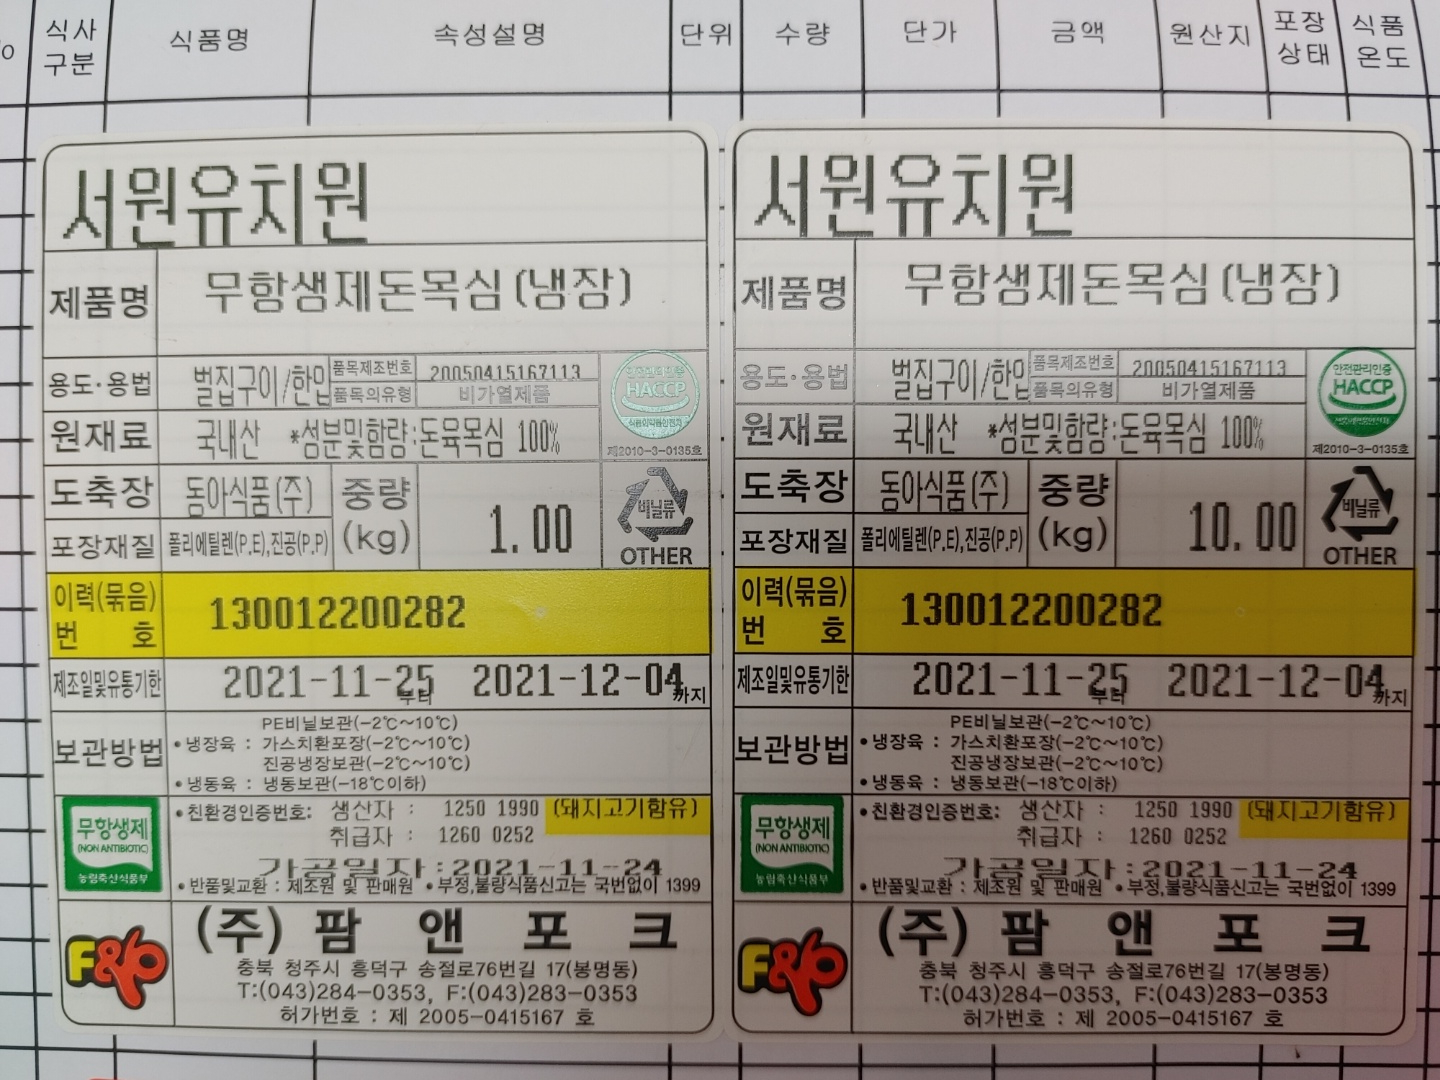 식사 구분 식품명 속성설명 단위 수량 단가 금액 원산지 포장 상태 식품 온도
서원유치원
제품명 무항생제돈목심(냉장)
용도·용법 벌집구이/한입 품목제조번호 20050415167113
품목의유형 비가열제품
안전관리인증
HACCP
제2010-3-0135호
원재료 국내산 *성분및함량:돈육목심 100%
도축장 동아식품(주) 중량 (kg) 1.00
포장재질 폴리에틸렌(P.E),진공(P.P)
비닐류
OTHER
이력(묶음) 번 호 130012200282
제조일및유통기한 2021-11-25 부터 2021-12-04 까지
보관방법
PE비닐보관(-2℃~10℃)
•냉장육 : 가스치환포장(-2℃~10℃)
진공냉장보관(-2℃~10℃)
•냉동육 : 냉동보관(-18℃이하)
무항생제
(NON ANTIBIOTIC)
농림축산식품부
•친환경인증번호: 생산자 : 1250 1990 (돼지고기함유)
취급자 : 1260 0252
가공일자:2021-11-24
•반품및교환 : 제조원 및 판매원 •부정,불량식품신고는 국번없이 1399
F&P
(주) 팜 앤 포 크
충북 청주시 흥덕구 송절로76번길 17(봉명동)
T:(043)284-0353, F:(043)283-0353
허가번호 : 제 2005-0415167 호
서원유치원
제품명 무항생제돈목심(냉장)
용도·용법 벌집구이/한입 품목제조번호 20050415167113
품목의유형 비가열제품
안전관리인증
HACCP
제2010-3-0135호
원재료 국내산 *성분및함량:돈육목심 100%
도축장 동아식품(주) 중량 (kg) 10.00
포장재질 폴리에틸렌(P.E),진공(P.P)
비닐류
OTHER
이력(묶음) 번 호 130012200282
제조일및유통기한 2021-11-25 부터 2021-12-04 까지
보관방법
PE비닐보관(-2℃~10℃)
•냉장육 : 가스치환포장(-2℃~10℃)
진공냉장보관(-2℃~10℃)
•냉동육 : 냉동보관(-18℃이하)
무항생제
(NON ANTIBIOTIC)
농림축산식품부
•친환경인증번호: 생산자 : 1250 1990 (돼지고기함유)
취급자 : 1260 0252
가공일자:2021-11-24
•반품및교환 : 제조원 및 판매원 •부정,불량식품신고는 국번없이 1399
F&P
(주) 팜 앤 포 크
충북 청주시 흥덕구 송절로76번길 17(봉명동)
T:(043)284-0353, F:(043)283-0353
허가번호 : 제 2005-0415167 호